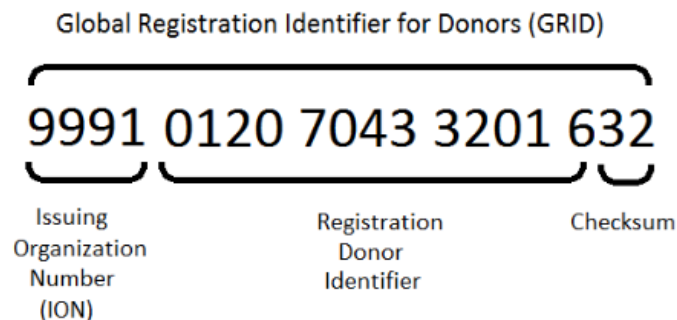 Global Registration Identifier for Donors (GRID)
9991 0120 7043 3201 632
Issuing
Organization
Number
(ION)
Registration
Donor
Identifier
Checksum